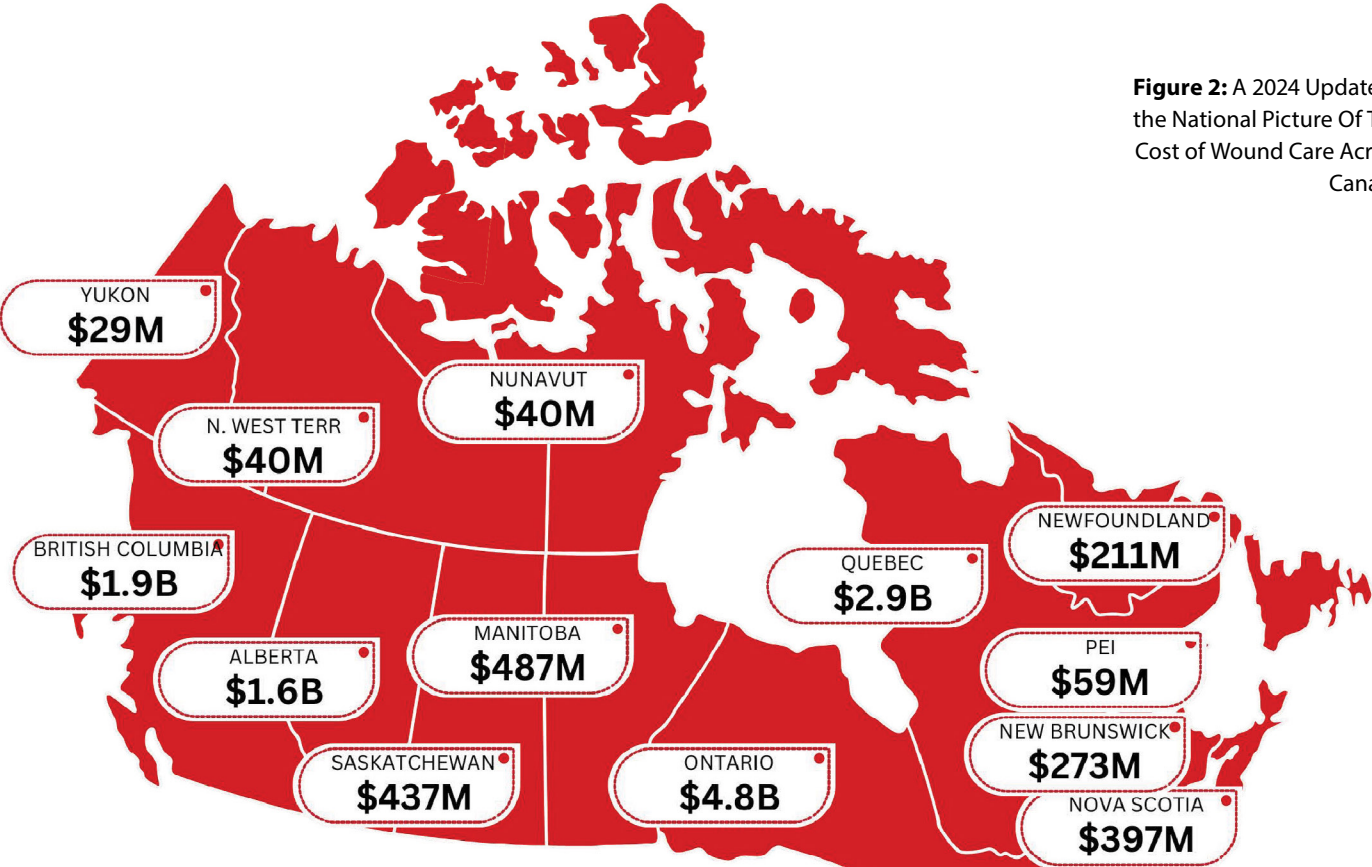 Figure 2: A 2024 Update
the National Picture Of T
Cost of Wound Care Acr
Cana
YUKON
$29M
NUNAVUT
$40M
N. WEST TERR
$40M
BRITISH COLUMBIA
$1.9B
ALBERTA
$1.6B
MANITOBA
$487M
SASKATCHEWAN
$437M
ONTARIO
$4.8B
QUEBEC
$2.9B
NEWFOUNDLAND
$211M
PEI
$59M
NEW BRUNSWICK
$273M
NOVA SCOTIA
$397M